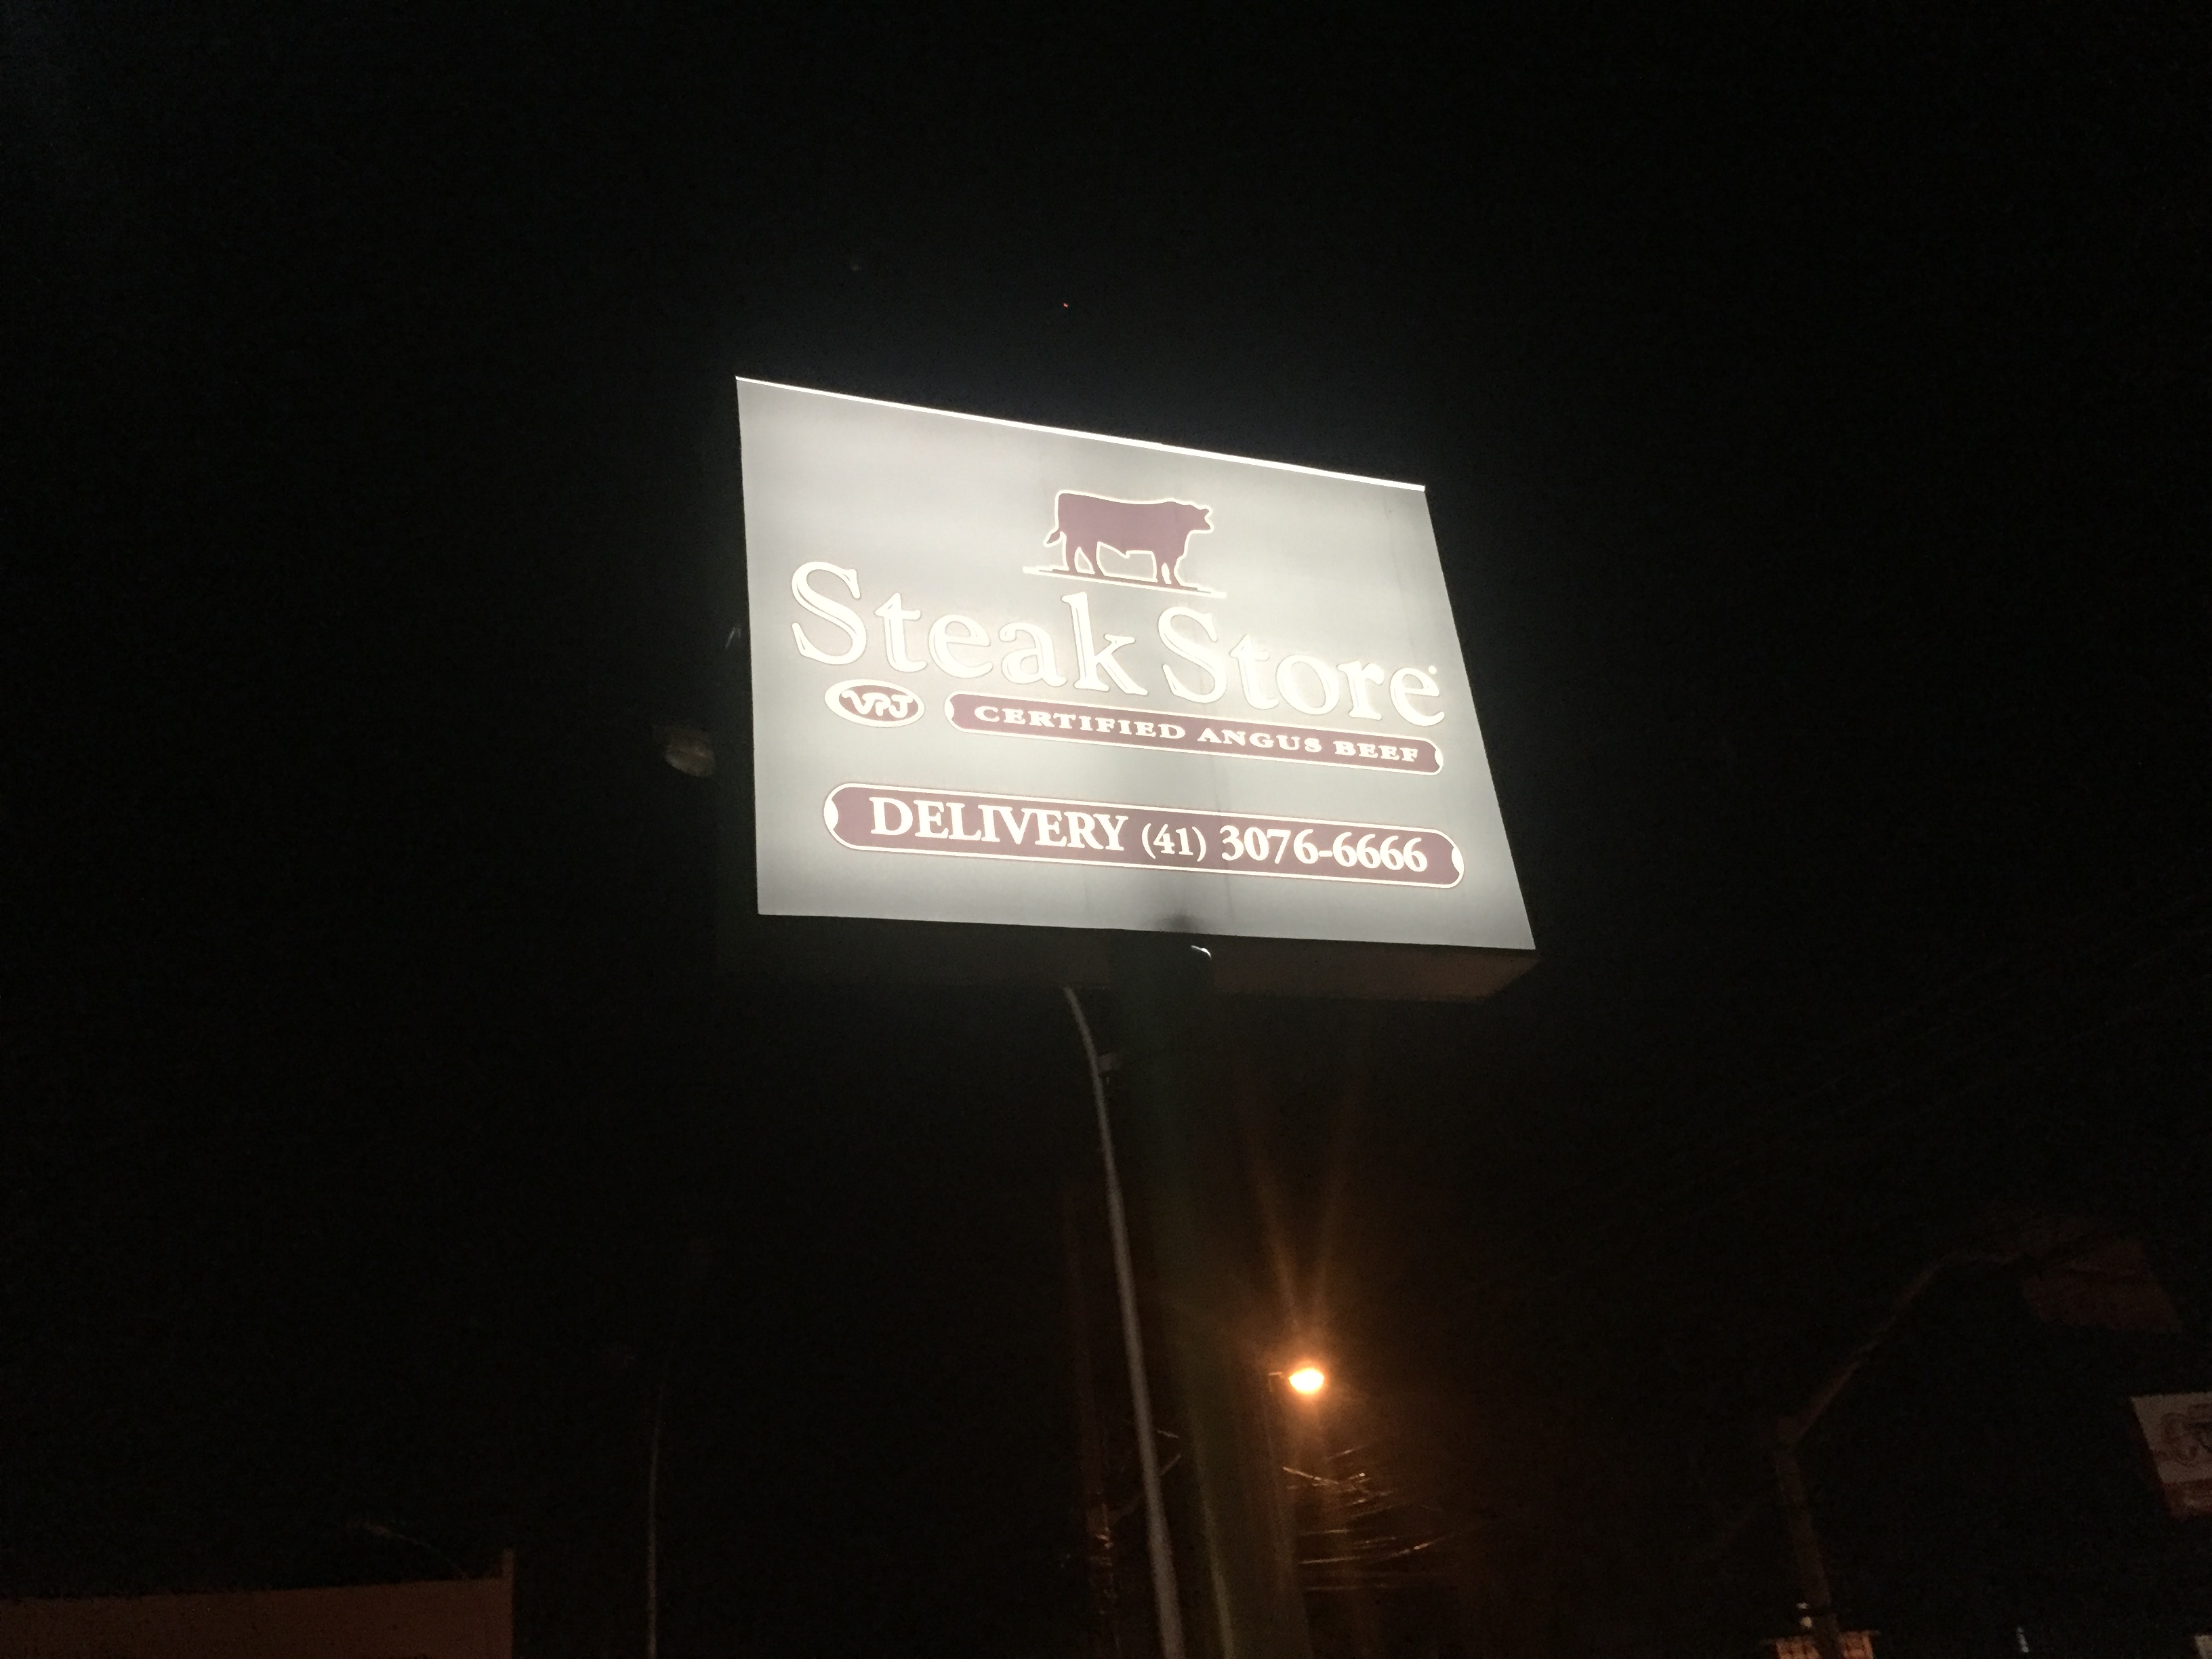 Steak Store
VPJ
CERTIFIED ANGUS BEEF
DELIVERY (41) 3076-6666